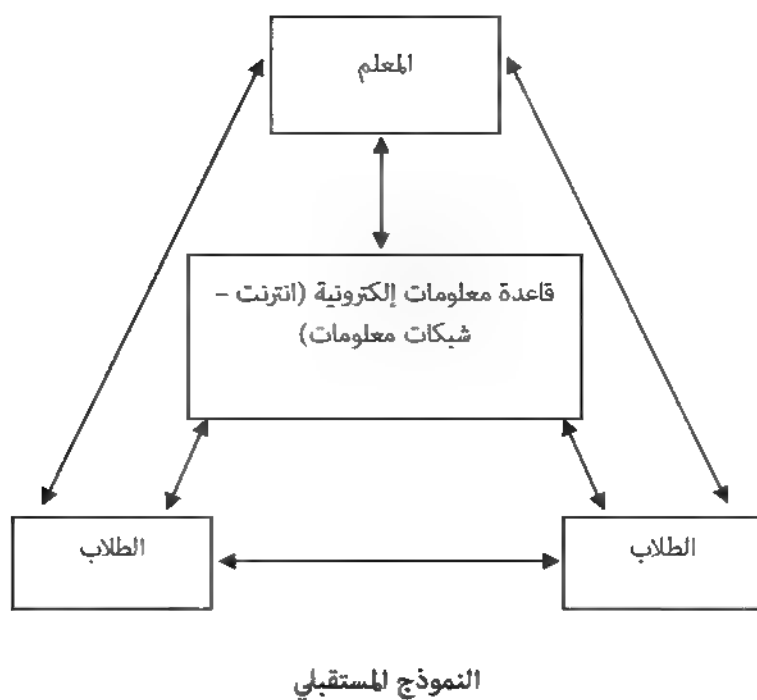 المعلم
قاعدة معلومات إلكترونية (انترنت –
شبكات معلومات)
الطلاب
الطلاب
النموذج المستقبلي